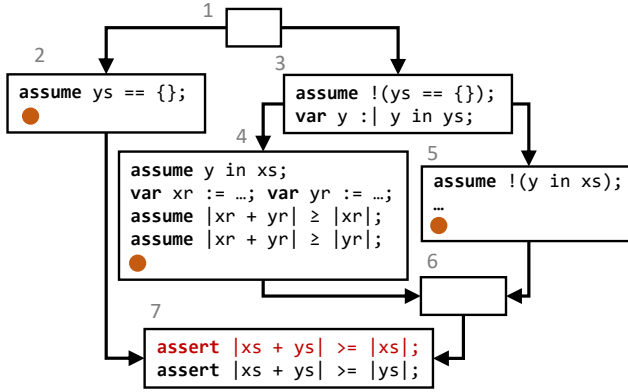 1
2
assume ys == {};
3
assume !(ys == {});
var y :| y in ys;
4
assume y in xs;
var xr := …; var yr := …;
assume |xr + yr| ≥ |xr|;
assume |xr + yr| ≥ |yr|;
5
assume !(y in xs);
…
6
7
assert |xs + ys| >= |xs|;
assert |xs + ys| >= |ys|;